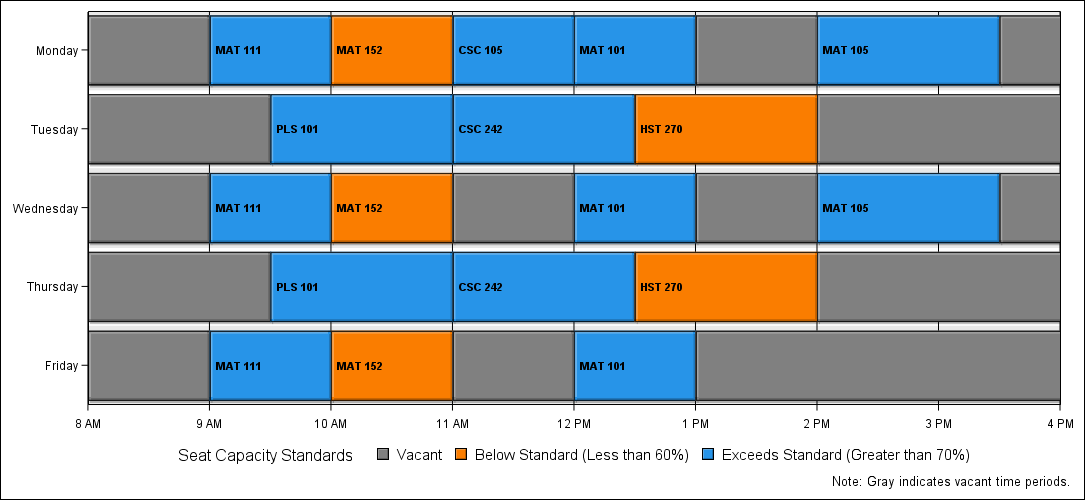 Monday MAT 111 MAT 152 CSC 105 MAT 101 MAT 105
Tuesday PLS 101 CSC 242 HST 270
Wednesday MAT 111 MAT 152 MAT 101 MAT 105
Thursday PLS 101 CSC 242 HST 270
Friday MAT 111 MAT 152 MAT 101
8 AM 9 AM 10 AM 11 AM 12 PM 1 PM 2 PM 3 PM 4 PM
Seat Capacity Standards Vacant Below Standard (Less than 60%) Exceeds Standard (Greater than 70%)
Note: Gray indicates vacant time periods.